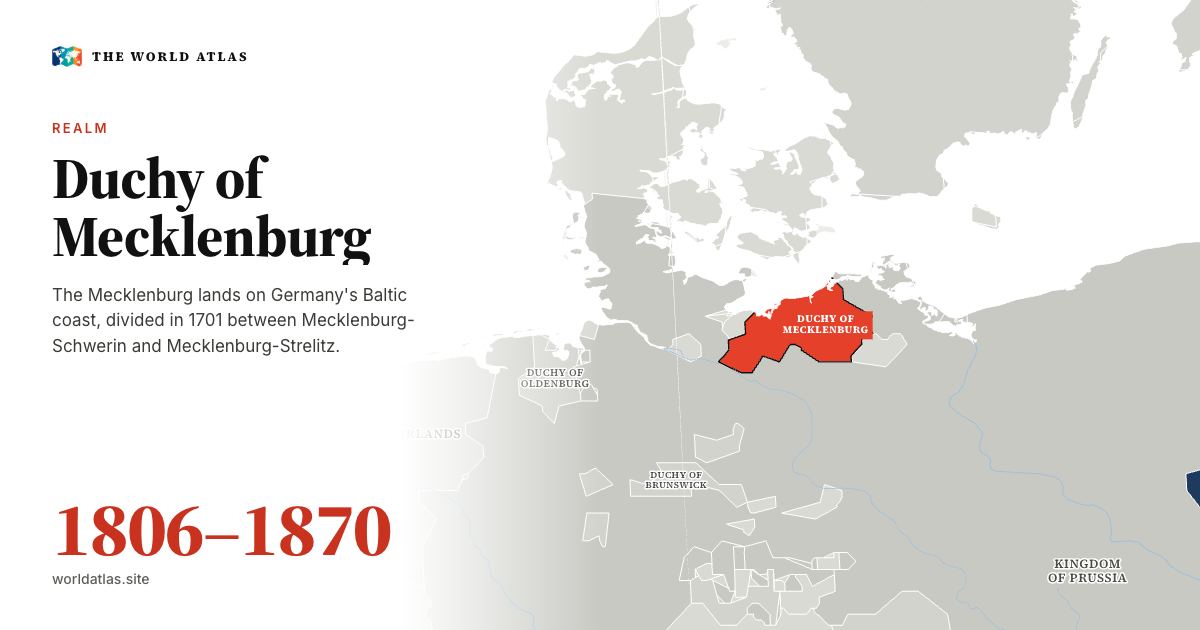 THE WORLD ATLAS
REALM
Duchy of
Mecklenburg
The Mecklenburg lands on Germany's Baltic
coast, divided in 1701 between Mecklenburg-
Schwerin and Mecklenburg-Strelitz.
1806–1870
worldatlas.site
DUCHY OF
MECKLENBURG
DUCHY OF
OLDENBURG
RLANDS
DUCHY OF
BRUNSWICK
KINGDOM
OF PRUSSIA